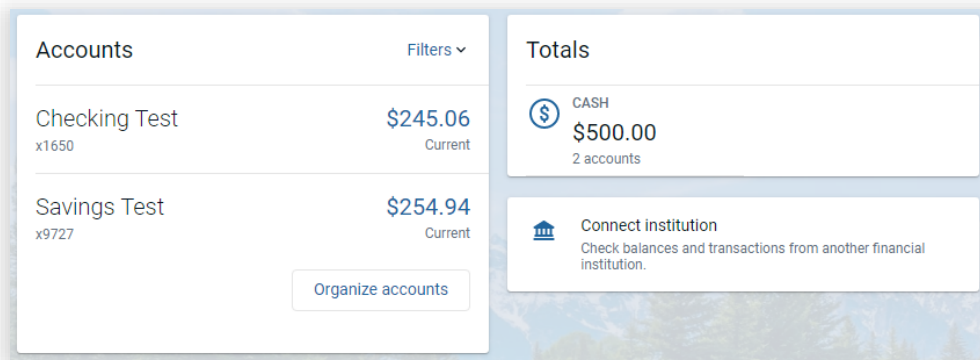 Accounts
Filters
Checking Test
$245.06
x1650
Current
Savings Test
$254.94
x9727
Current
Organize accounts
Totals
$
CASH
$500.00
2 accounts
Connect institution
Check balances and transactions from another financial
institution.